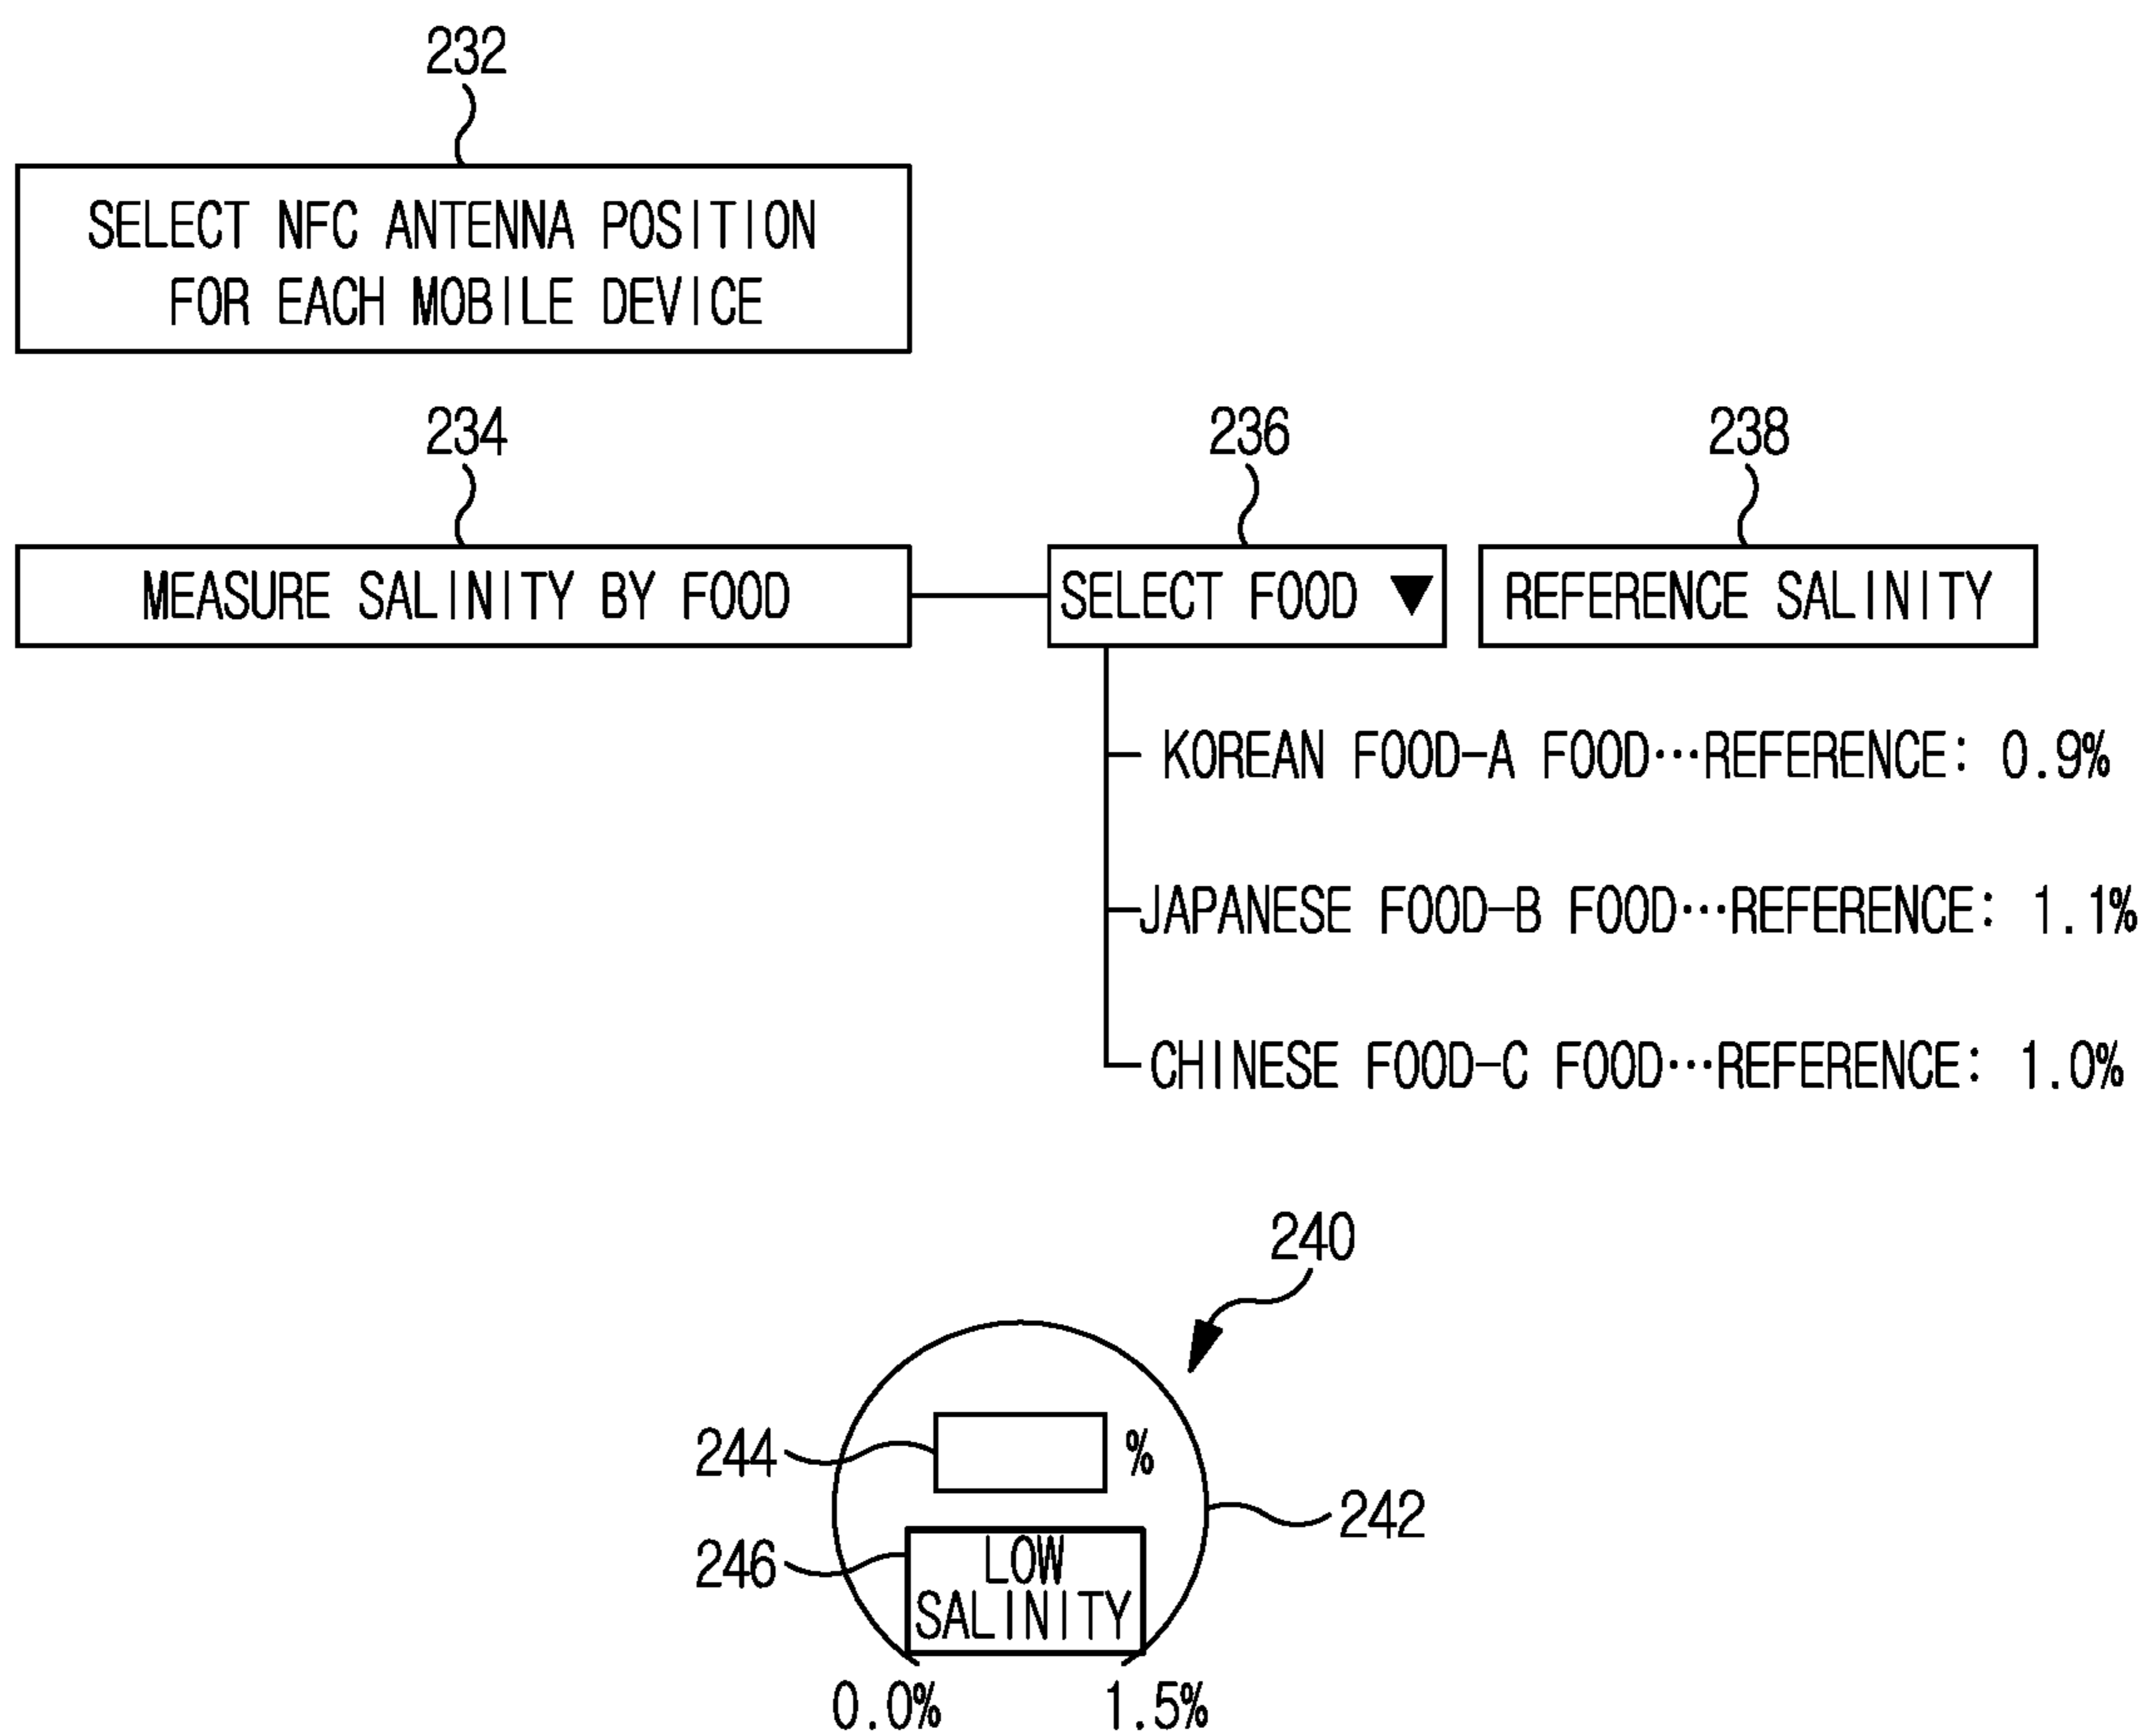 232
SELECT NFC ANTENNA POSITION
FOR EACH MOBILE DEVICE
234
236
238
MEASURE SALINITY BY FOOD
SELECT FOOD ▼
REFERENCE SALINITY
KOREAN FOOD-A FOOD···REFERENCE: 0.9%
JAPANESE FOOD-B FOOD···REFERENCE: 1.1%
CHINESE FOOD-C FOOD···REFERENCE: 1.0%
240
244
%
242
246
LOW
SALINITY
0.0%
1.5%